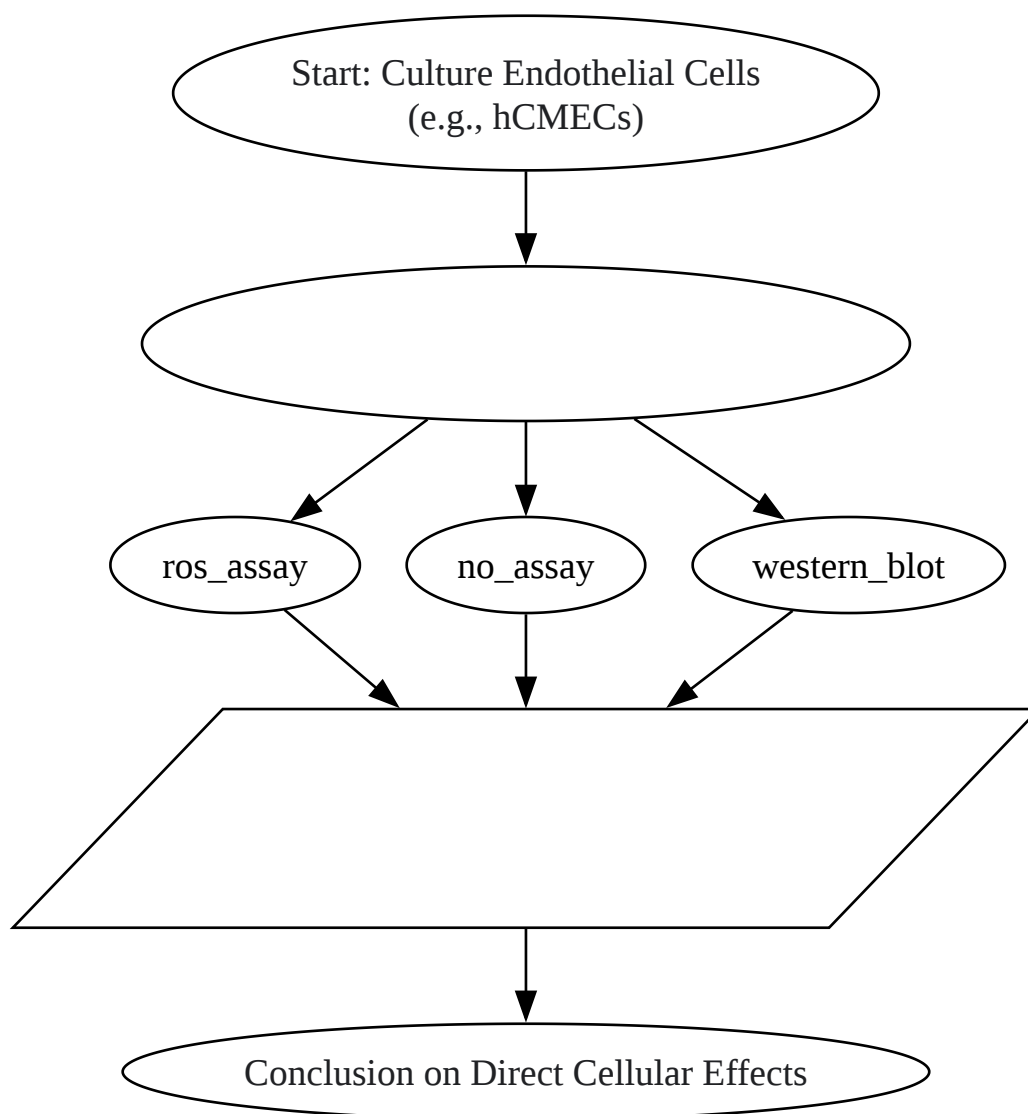 Start: Culture Endothelial Cells
(e.g., hCMECs)
ros_assay
no_assay
western_blot
Conclusion on Direct Cellular Effects